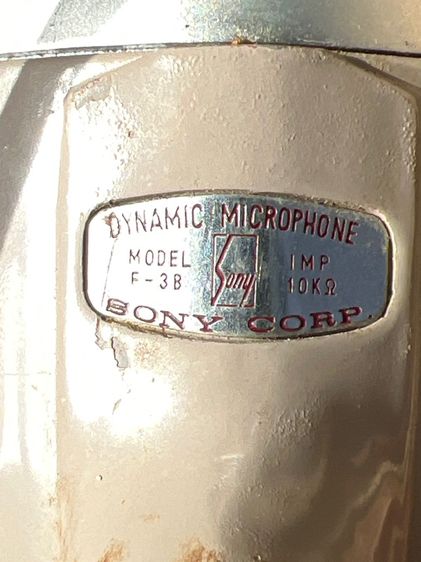 DYNAMIC MICROPHONE
MODEL
F-3B
Sony
IMP
10KΩ
SONY CORP.